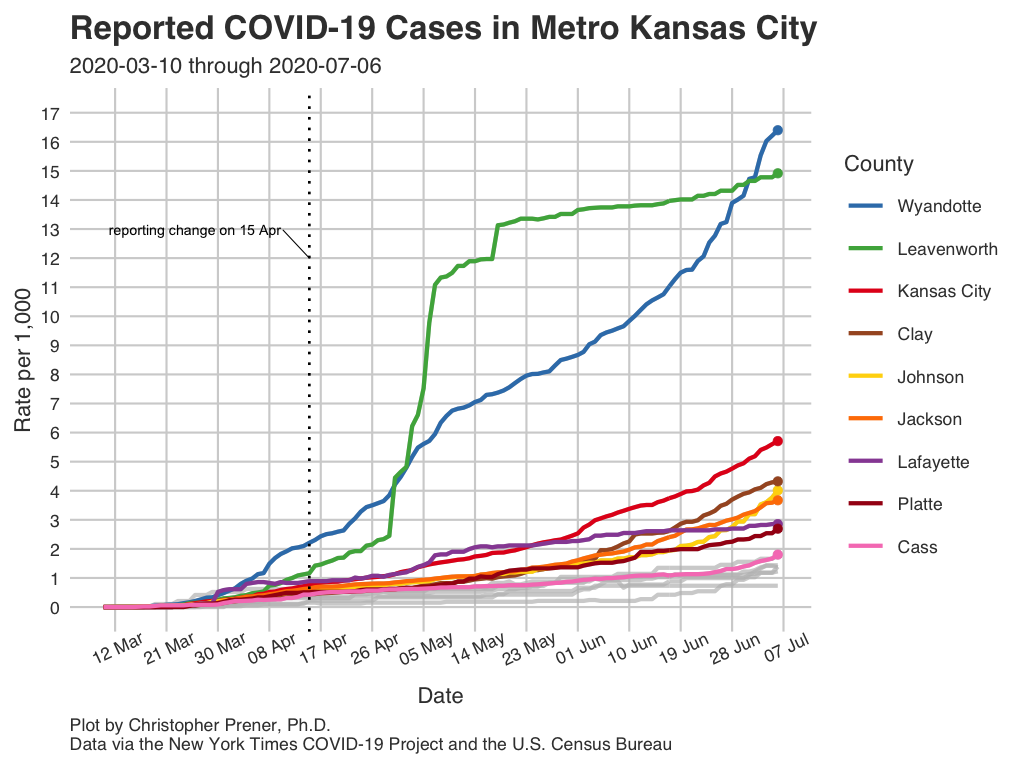 Reported COVID-19 Cases in Metro Kansas City
2020-03-10 through 2020-07-06
17
16
15
14
13
12
11
10
9
8
7
6
5
4
3
2
1
0
Rate per 1,000
reporting change on 15 Apr
12 Mar
21 Mar
30 Mar
08 Apr
17 Apr
26 Apr
05 May
14 May
23 May
01 Jun
10 Jun
19 Jun
28 Jun
07 Jul
Date
County
Wyandotte
Leavenworth
Kansas City
Clay
Johnson
Jackson
Lafayette
Platte
Cass
Plot by Christopher Prener, Ph.D.
Data via the New York Times COVID-19 Project and the U.S. Census Bureau